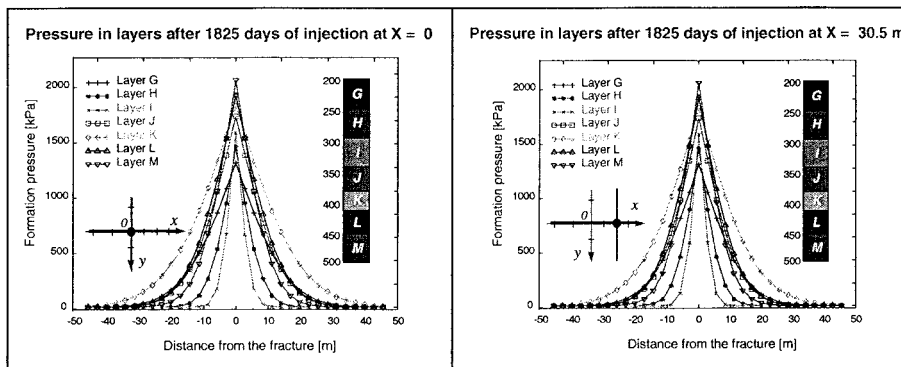 Pressure in layers after 1825 days of injection at X = 0
Formation pressure [kPa]
2000
1500
1000
500
0
Layer G
Layer H
Layer I
Layer J
Layer K
Layer L
Layer M
200
250
300
350
400
450
500
G
H
I
J
K
L
M
0
x
y
-50 -40 -30 -20 -10 0 10 20 30 40 50
Distance from the fracture [m]
Pressure in layers after 1825 days of injection at X = 30.5 m
Formation pressure [kPa]
2000
1500
1000
500
0
Layer G
Layer H
Layer I
Layer J
Layer K
Layer L
Layer M
200
250
300
350
400
450
500
G
H
I
J
K
L
M
0
x
y
-50 -40 -30 -20 -10 0 10 20 30 40 50
Distance from the fracture [m]